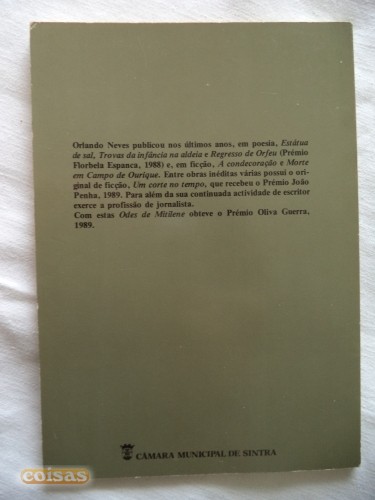 Orlando Neves publicou nos últimos anos, em poesia, Estátua
de sal, Trovas da infância na aldeia e Regresso de Orfeu (Prémio
Florbela Espanca, 1988) e, em ficção, A condecoração e Morte
em Campo de Ourique. Entre obras inéditas várias possui o ori-
ginal de ficção, Um corte no tempo, que recebeu o Prémio João
Penha, 1989. Para além da sua continuada actividade de escritor
exerce a profissão de jornalista.
Com estas Odes de Mitilene obteve o Prémio Oliva Guerra,
1989.
CÂMARA MUNICIPAL DE SINTRA
coisas